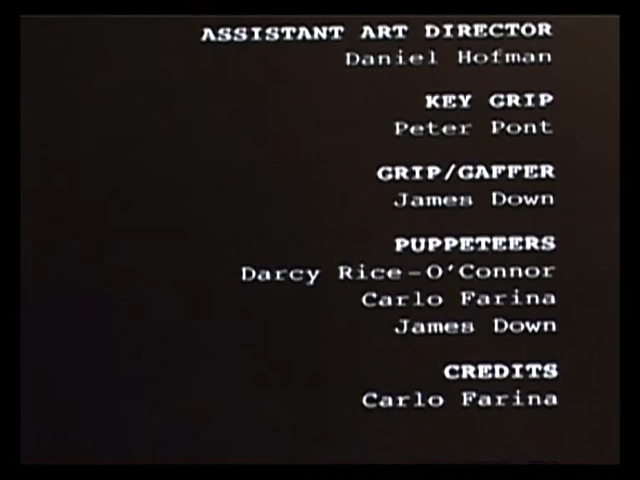 ASSISTANT ART DIRECTOR
Daniel Hofman
KEY GRIP
Peter Pont
GRIP/GAFFER
James Down
PUPPETEERS
Darcy Rice-O'Connor
Carlo Farina
James Down
CREDITS
Carlo Farina